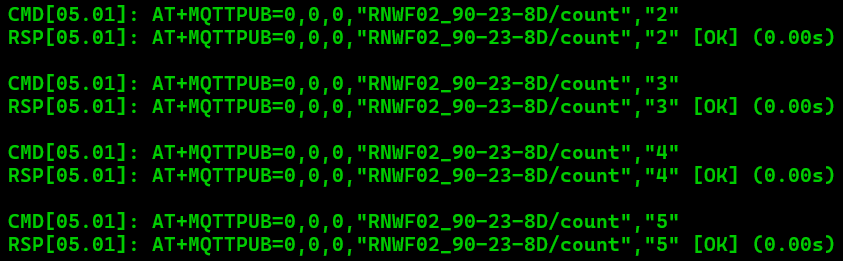 CMD[05.01]: AT+MQTTPUB=0,0,0,"RNWF02_90-23-8D/count","2"
RSP[05.01]: AT+MQTTPUB=0,0,0,"RNWF02_90-23-8D/count","2" [OK] (0.00s)
CMD[05.01]: AT+MQTTPUB=0,0,0,"RNWF02_90-23-8D/count","3"
RSP[05.01]: AT+MQTTPUB=0,0,0,"RNWF02_90-23-8D/count","3" [OK] (0.00s)
CMD[05.01]: AT+MQTTPUB=0,0,0,"RNWF02_90-23-8D/count","4"
RSP[05.01]: AT+MQTTPUB=0,0,0,"RNWF02_90-23-8D/count","4" [OK] (0.00s)
CMD[05.01]: AT+MQTTPUB=0,0,0,"RNWF02_90-23-8D/count","5"
RSP[05.01]: AT+MQTTPUB=0,0,0,"RNWF02_90-23-8D/count","5" [OK] (0.00s)